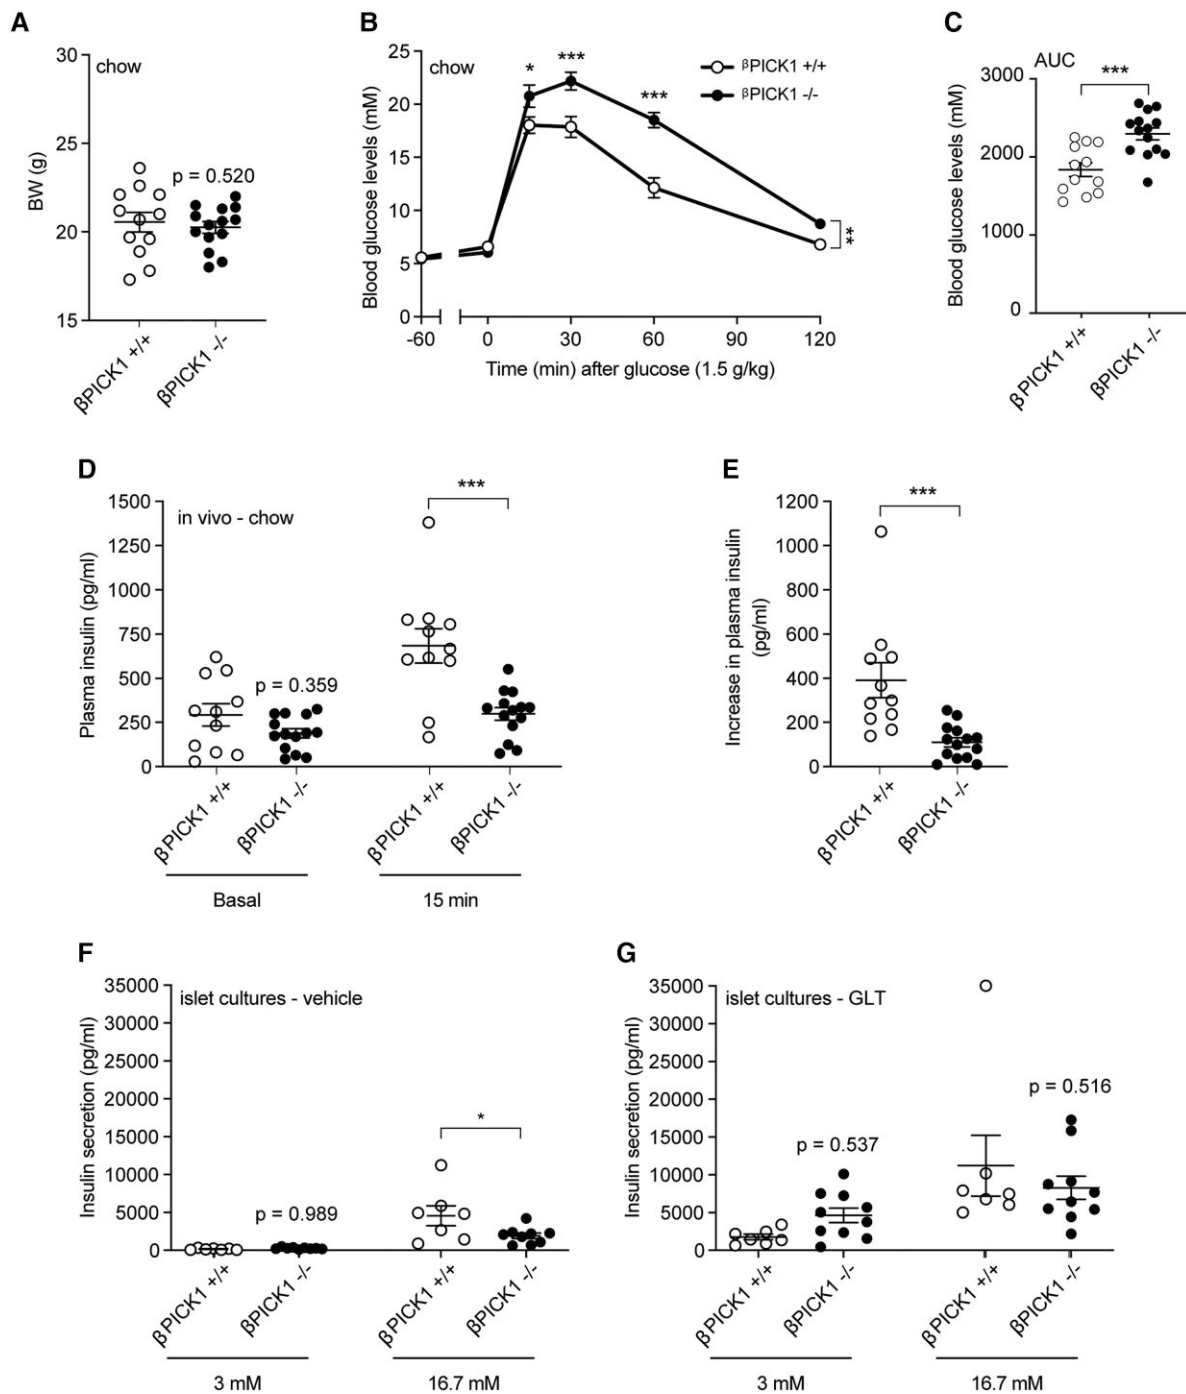 A
30
25
20
15
BW (g)
chow
p = 0.520
βPICK1 +/+
βPICK1 -/-
B
25
20
15
10
5
0
Blood glucose levels (mM)
chow
* *** ***
βPICK1 +/+
βPICK1 -/-
**
-60 0 30 60 90 120
Time (min) after glucose (1.5 g/kg)
C
AUC
***
3000
2000
1000
0
Blood glucose levels (mM)
βPICK1 +/+
βPICK1 -/-
D
1500
1250
1000
750
500
250
0
Plasma insulin (pg/ml)
in vivo - chow
***
p = 0.359
βPICK1 +/+
βPICK1 -/-
βPICK1 +/+
βPICK1 -/-
Basal
15 min
E
1200
1000
800
600
400
200
0
Increase in plasma insulin
(pg/ml)
***
βPICK1 +/+
βPICK1 -/-
F
35000
30000
25000
20000
15000
10000
5000
0
Insulin secretion (pg/ml)
islet cultures - vehicle
p = 0.989
*
βPICK1 +/+
βPICK1 -/-
βPICK1 +/+
βPICK1 -/-
3 mM
16.7 mM
G
35000
30000
25000
20000
15000
10000
5000
0
Insulin secretion (pg/ml)
islet cultures - GLT
p = 0.537
p = 0.516
βPICK1 +/+
βPICK1 -/-
βPICK1 +/+
βPICK1 -/-
3 mM
16.7 mM